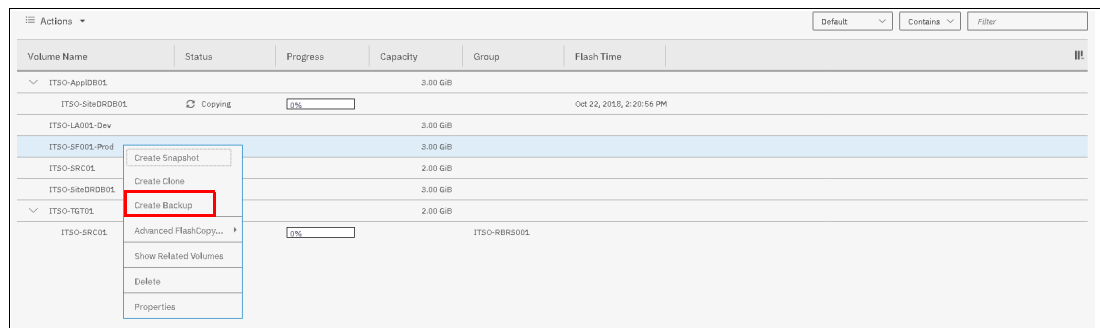 Actions
Default Contains Filter
Volume Name Status Progress Capacity Group Flash Time
ITSO-ApplDB01 3.00 GiB
ITSO-SiteDRDB01 Copying 0% Oct 22, 2018, 2:20:56 PM
ITSO-LA001-Dev 3.00 GiB
ITSO-SF001-Prod 3.00 GiB
Create Snapshot
ITSO-SRC01 2.00 GiB
Create Clone
ITSO-SiteDRDB01 3.00 GiB
Create Backup
ITSO-TGT01 2.00 GiB
ITSO-SRC01 0% ITSO-RBRS001
Advanced FlashCopy...
Show Related Volumes
Delete
Properties